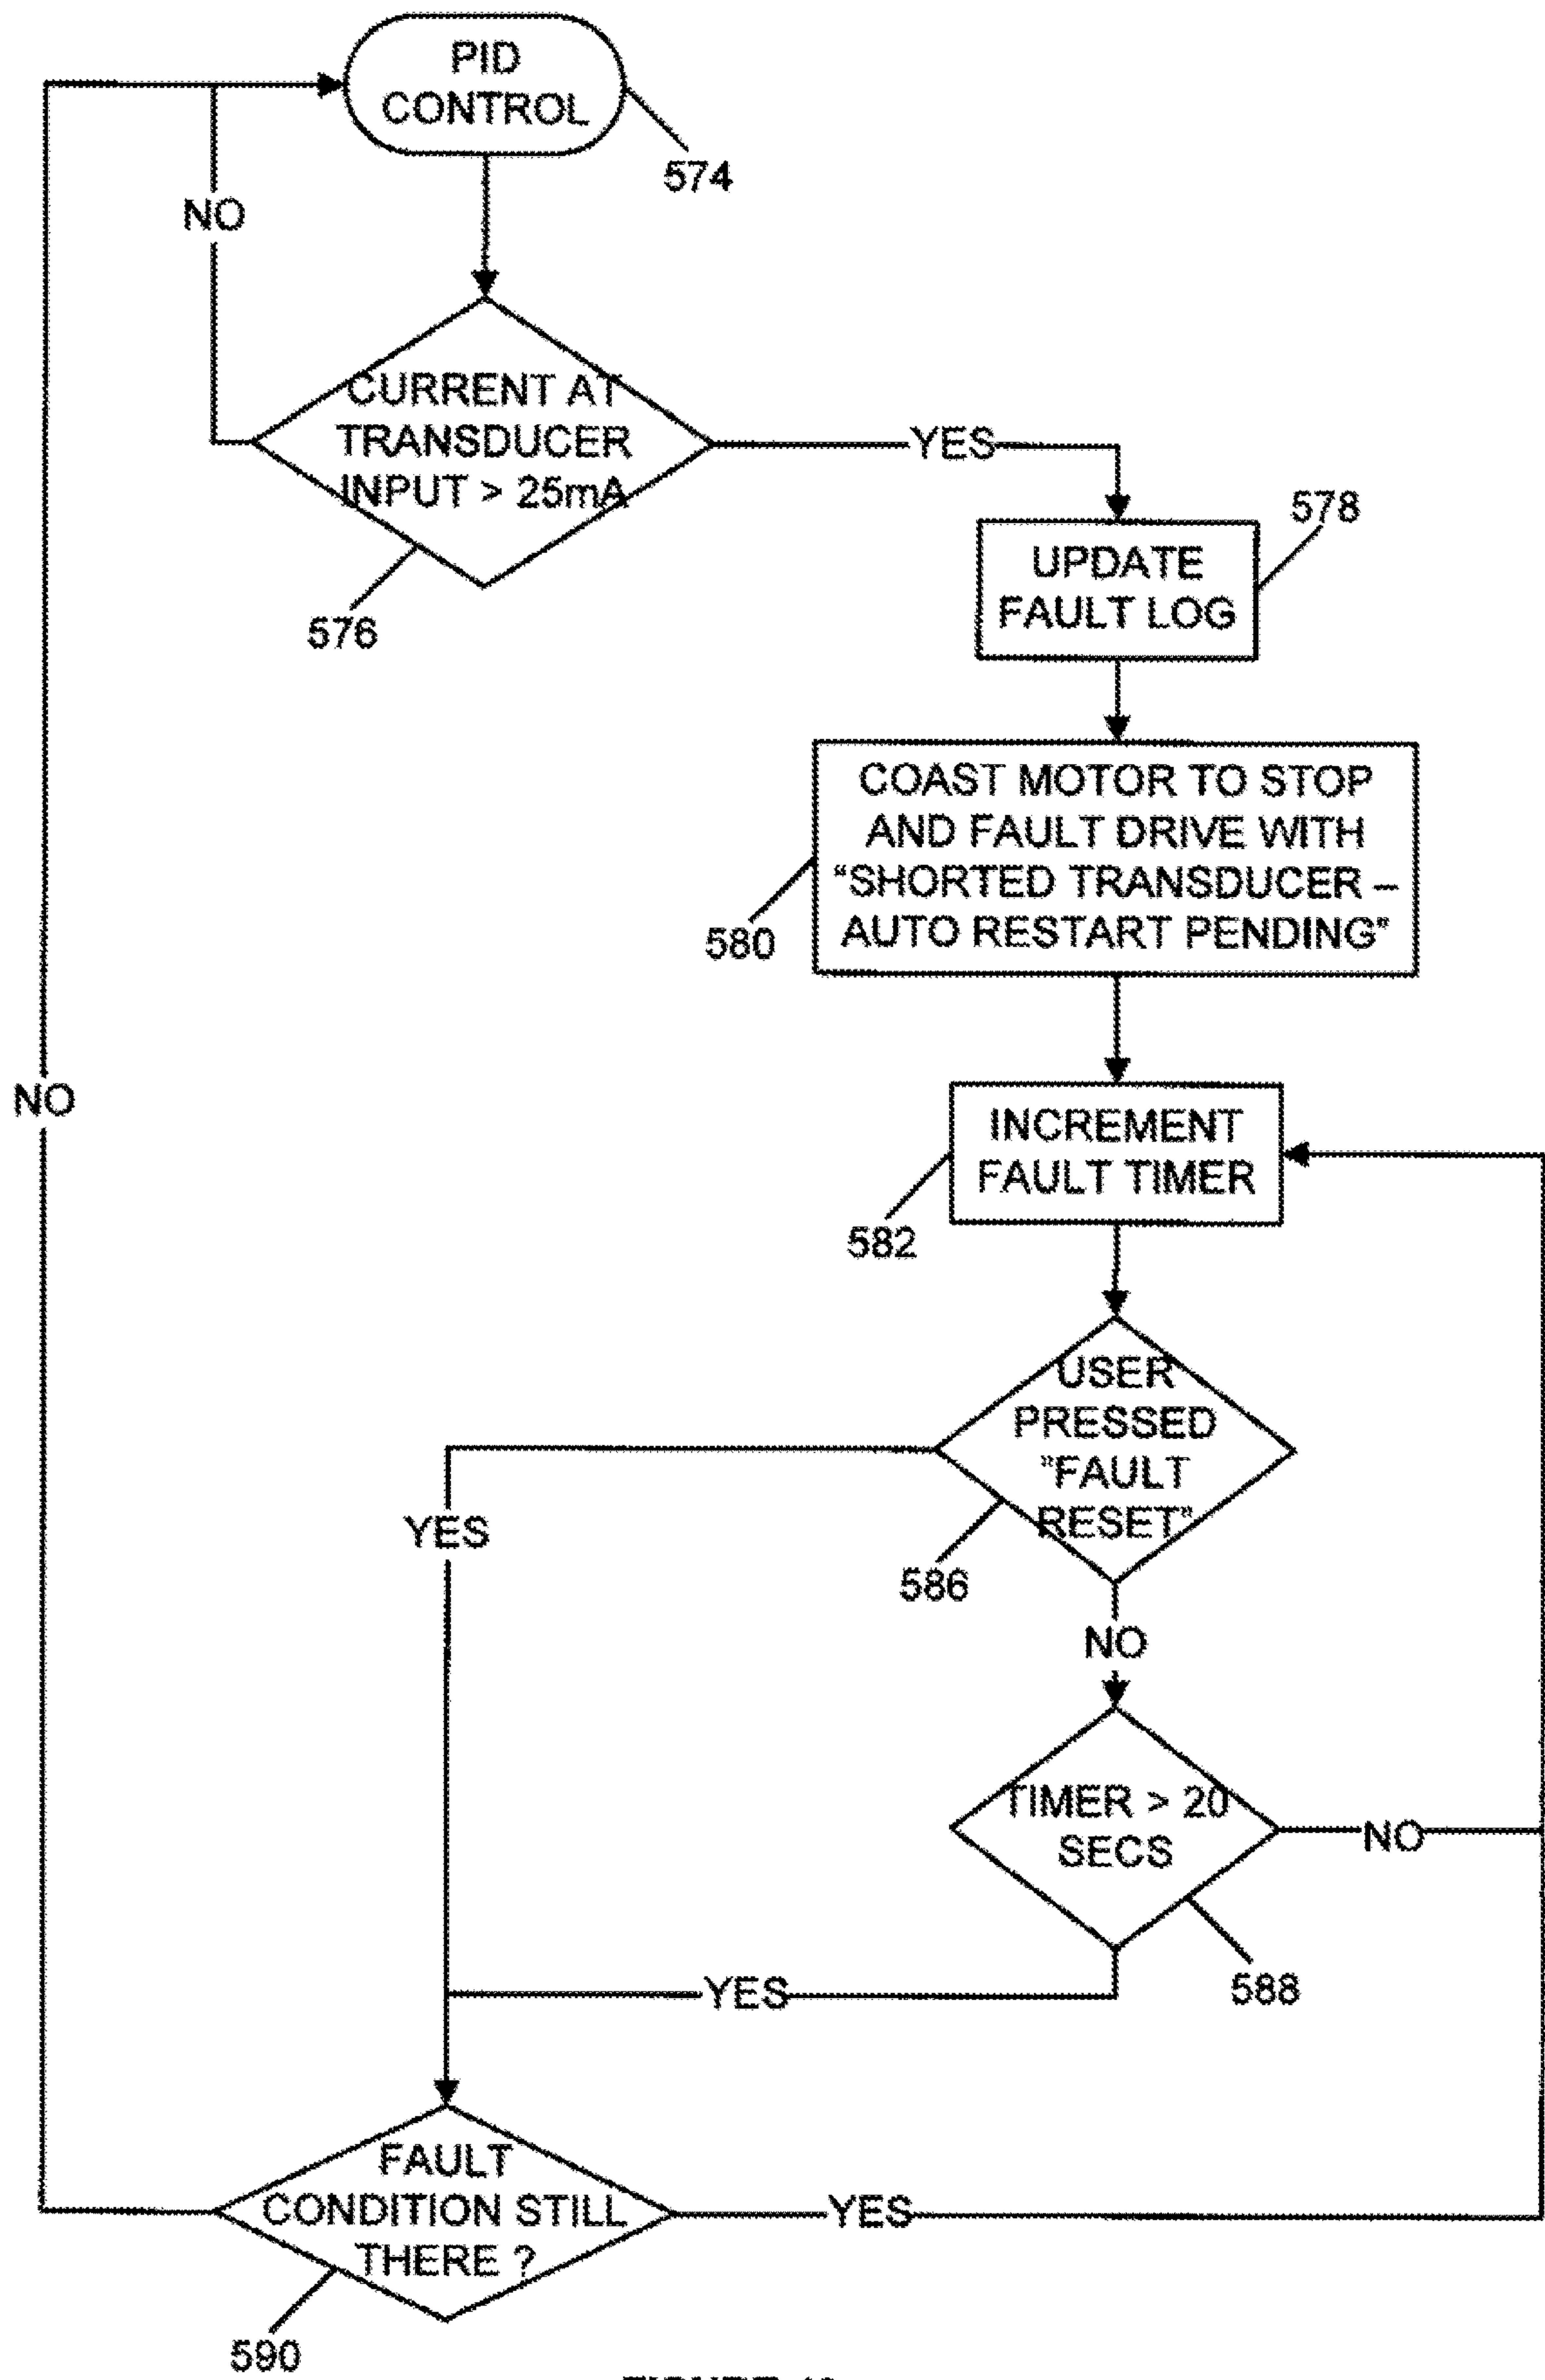 PID
CONTROL
574
NO
CURRENT AT
TRANSDUCER
INPUT > 25mA
576
YES
578
UPDATE
FAULT LOG
COAST MOTOR TO STOP
AND FAULT DRIVE WITH
“SHORTED TRANSDUCER –
AUTO RESTART PENDING”
580
NO
INCREMENT
FAULT TIMER
582
USER
PRESSED
”FAULT
RESET”
586
YES
NO
TIMER > 20
SECS
NO
588
YES
FAULT
CONDITION STILL
THERE ?
YES
590